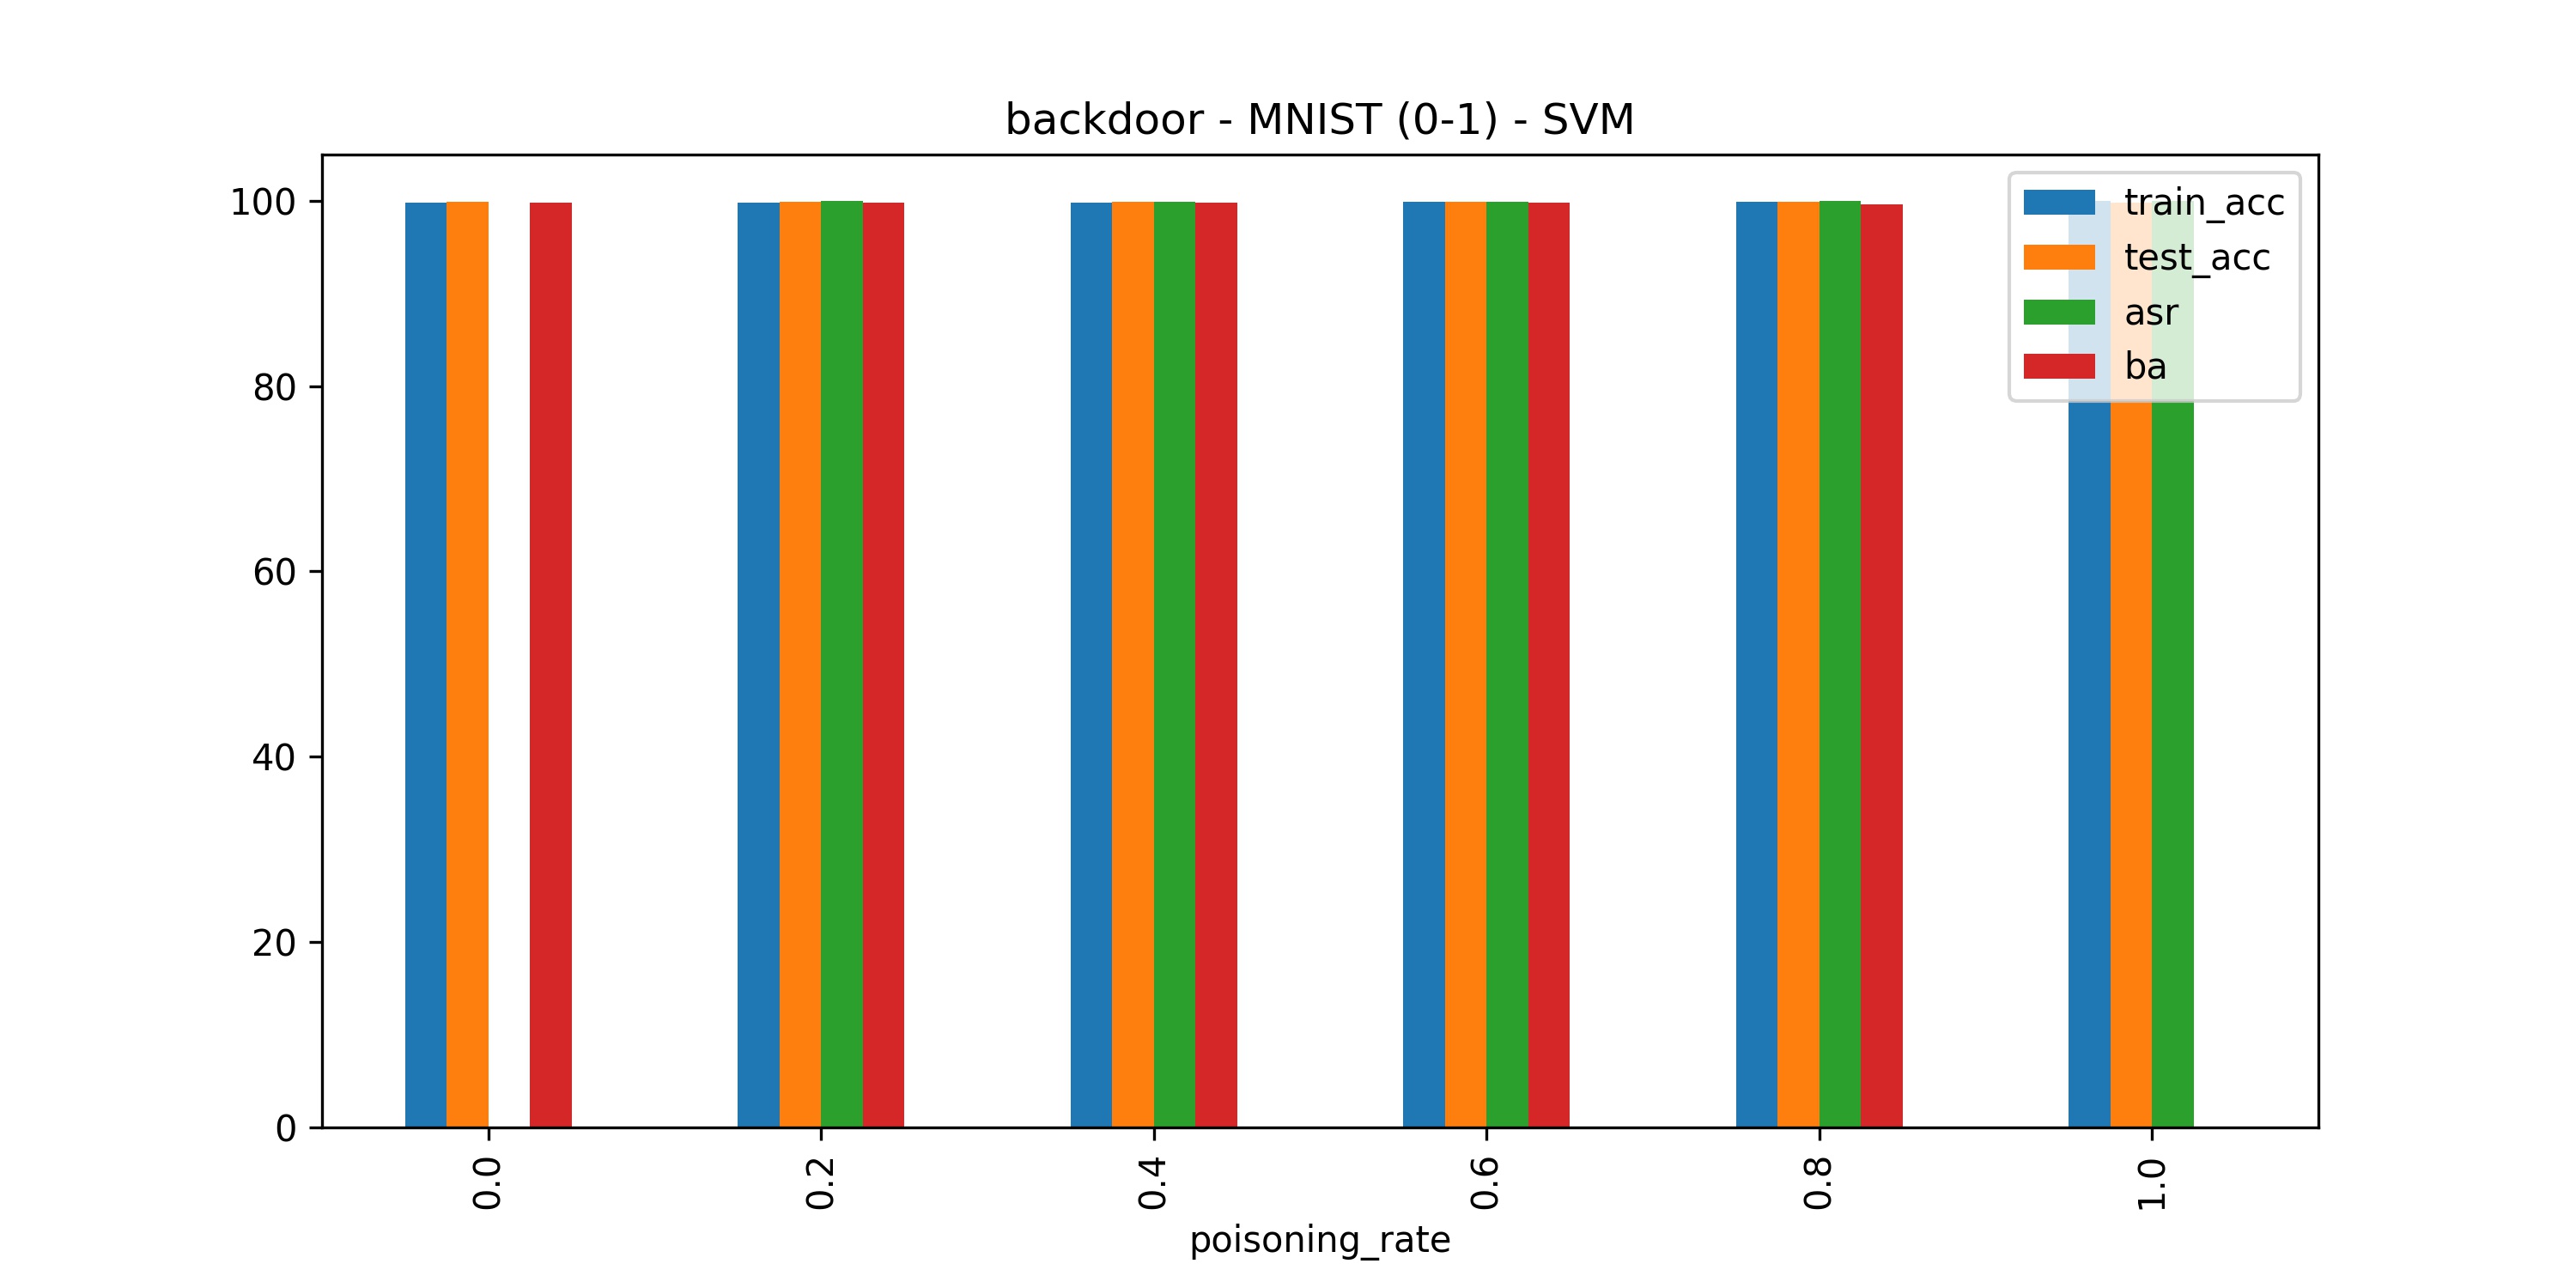 backdoor - MNIST (0-1) - SVM
100
80
60
40
20
0
train_acc
test_acc
asr
ba
0.0
0.2
0.4
0.6
0.8
1.0
poisoning_rate